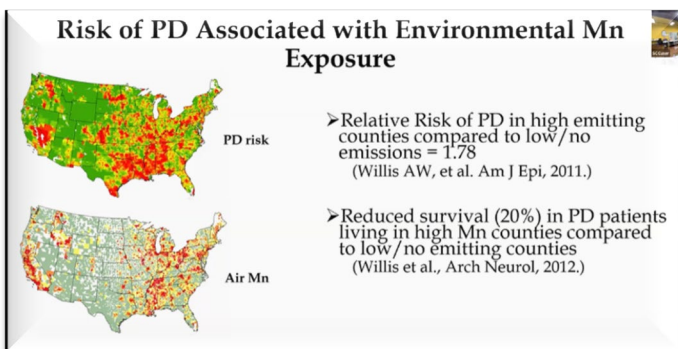 Risk of PD Associated with Environmental Mn
Exposure
PD risk
Air Mn
➢Relative Risk of PD in high emitting
counties compared to low/no
emissions = 1.78
(Willis AW, et al. Am J Epi, 2011.)
➢Reduced survival (20%) in PD patients
living in high Mn counties compared
to low/no emitting counties
(Willis et al., Arch Neurol, 2012.)